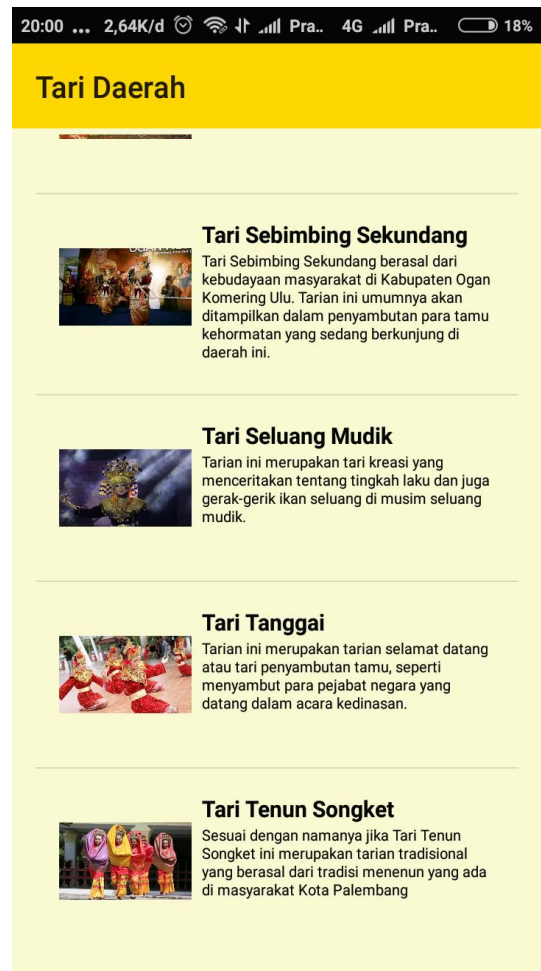 20:00 ... 2,64K/d Pra.. 4G Pra.. 18%
Tari Daerah
Tari Sebimbing Sekundang
Tari Sebimbing Sekundang berasal dari
kebudayaan masyarakat di Kabupaten Ogan
Komering Ulu. Tarian ini umumnya akan
ditampilkan dalam penyambutan para tamu
kehormatan yang sedang berkunjung di
daerah ini.
Tari Seluang Mudik
Tarian ini merupakan tari kreasi yang
menceritakan tentang tingkah laku dan juga
gerak-gerik ikan seluang di musim seluang
mudik.
Tari Tanggai
Tarian ini merupakan tarian selamat datang
atau tari penyambutan tamu, seperti
menyambut para pejabat negara yang
datang dalam acara kedinasan.
Tari Tenun Songket
Sesuai dengan namanya jika Tari Tenun
Songket ini merupakan tarian tradisional
yang berasal dari tradisi menenun yang ada
di masyarakat Kota Palembang